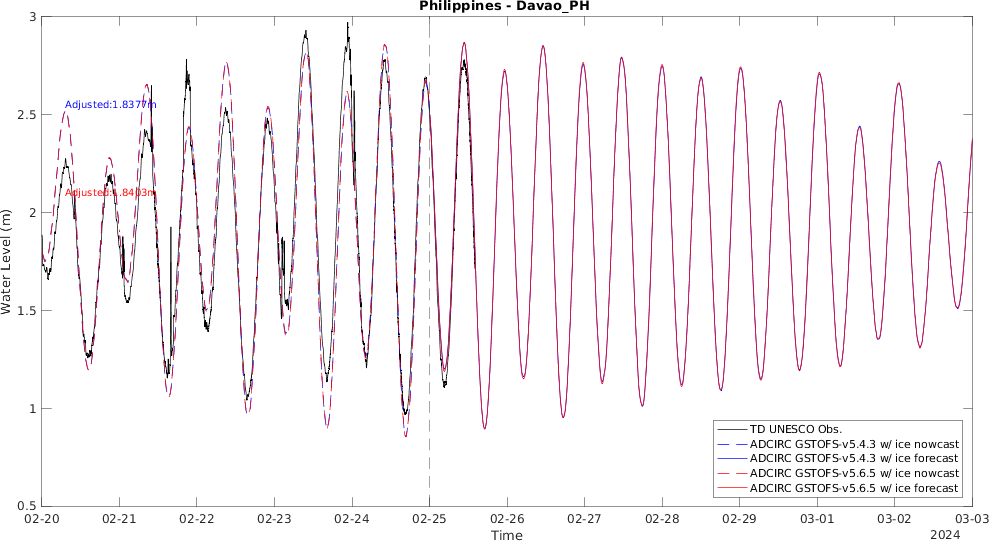 Philippines - Davao_PH
3
2.5
2
1.5
1
0.5
Water Level (m)
Adjusted:1.8377m
Adjusted:1.8403m
TD UNESCO Obs.
ADCIRC GSTOFS-v5.4.3 w/ ice nowcast
ADCIRC GSTOFS-v5.4.3 w/ ice forecast
ADCIRC GSTOFS-v5.6.5 w/ ice nowcast
ADCIRC GSTOFS-v5.6.5 w/ ice forecast
02-20 02-21 02-22 02-23 02-24 02-25 02-26 02-27 02-28 02-29 03-01 03-02 03-03
Time
2024